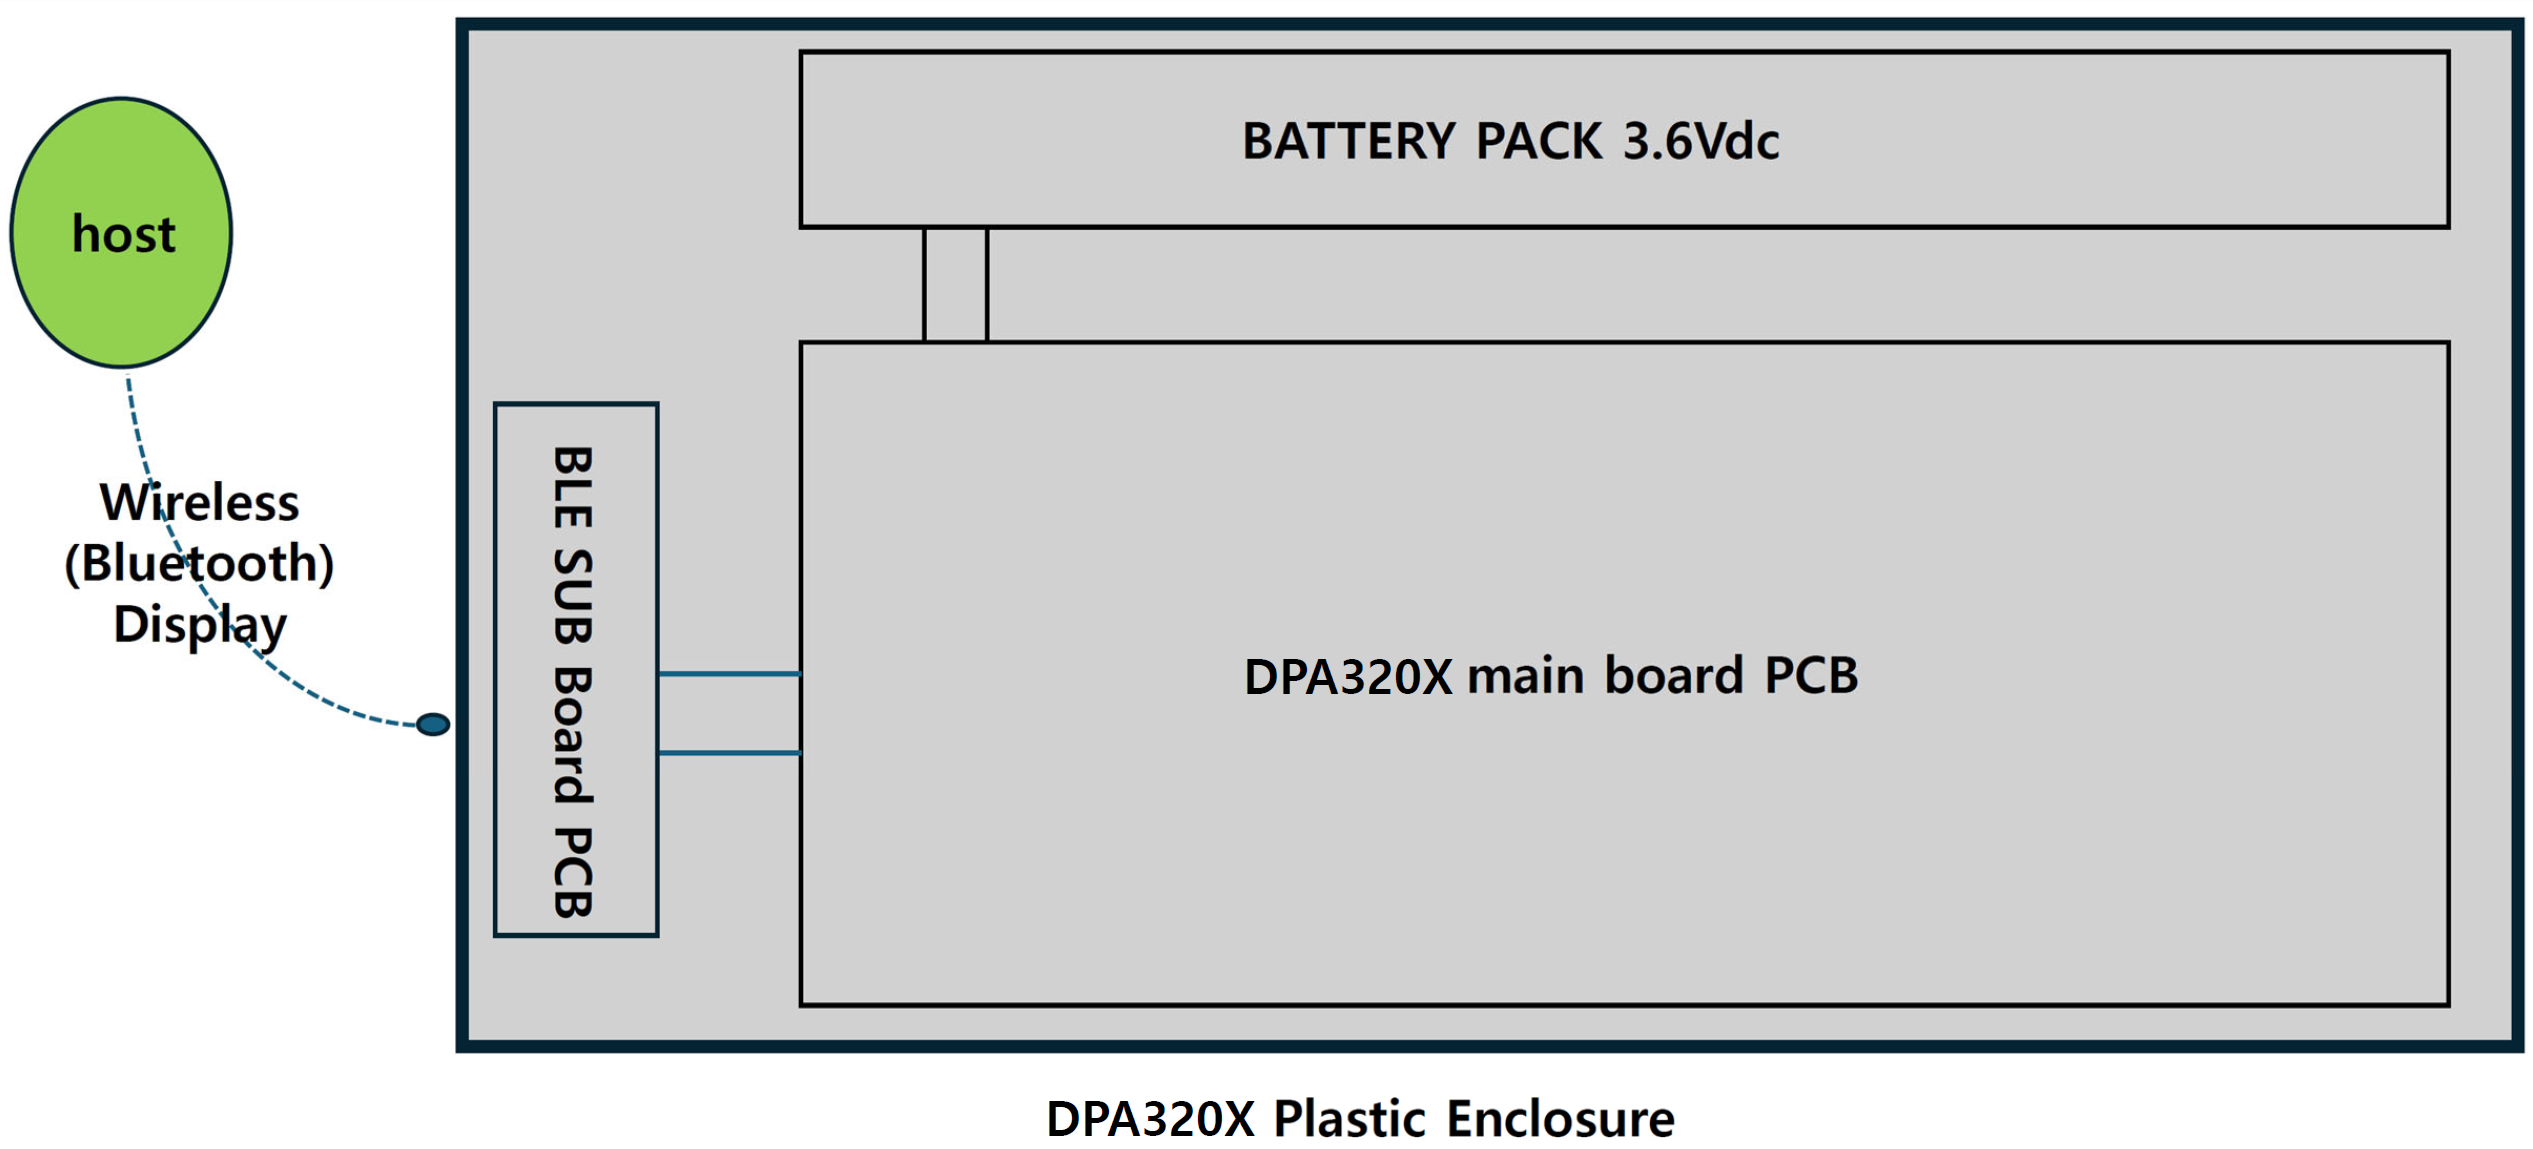 BATTERY PACK 3.6Vdc
host
Wireless
(Bluetooth)
Display
BLE SUB Board PCB
DPA320X main board PCB
DPA320X Plastic Enclosure